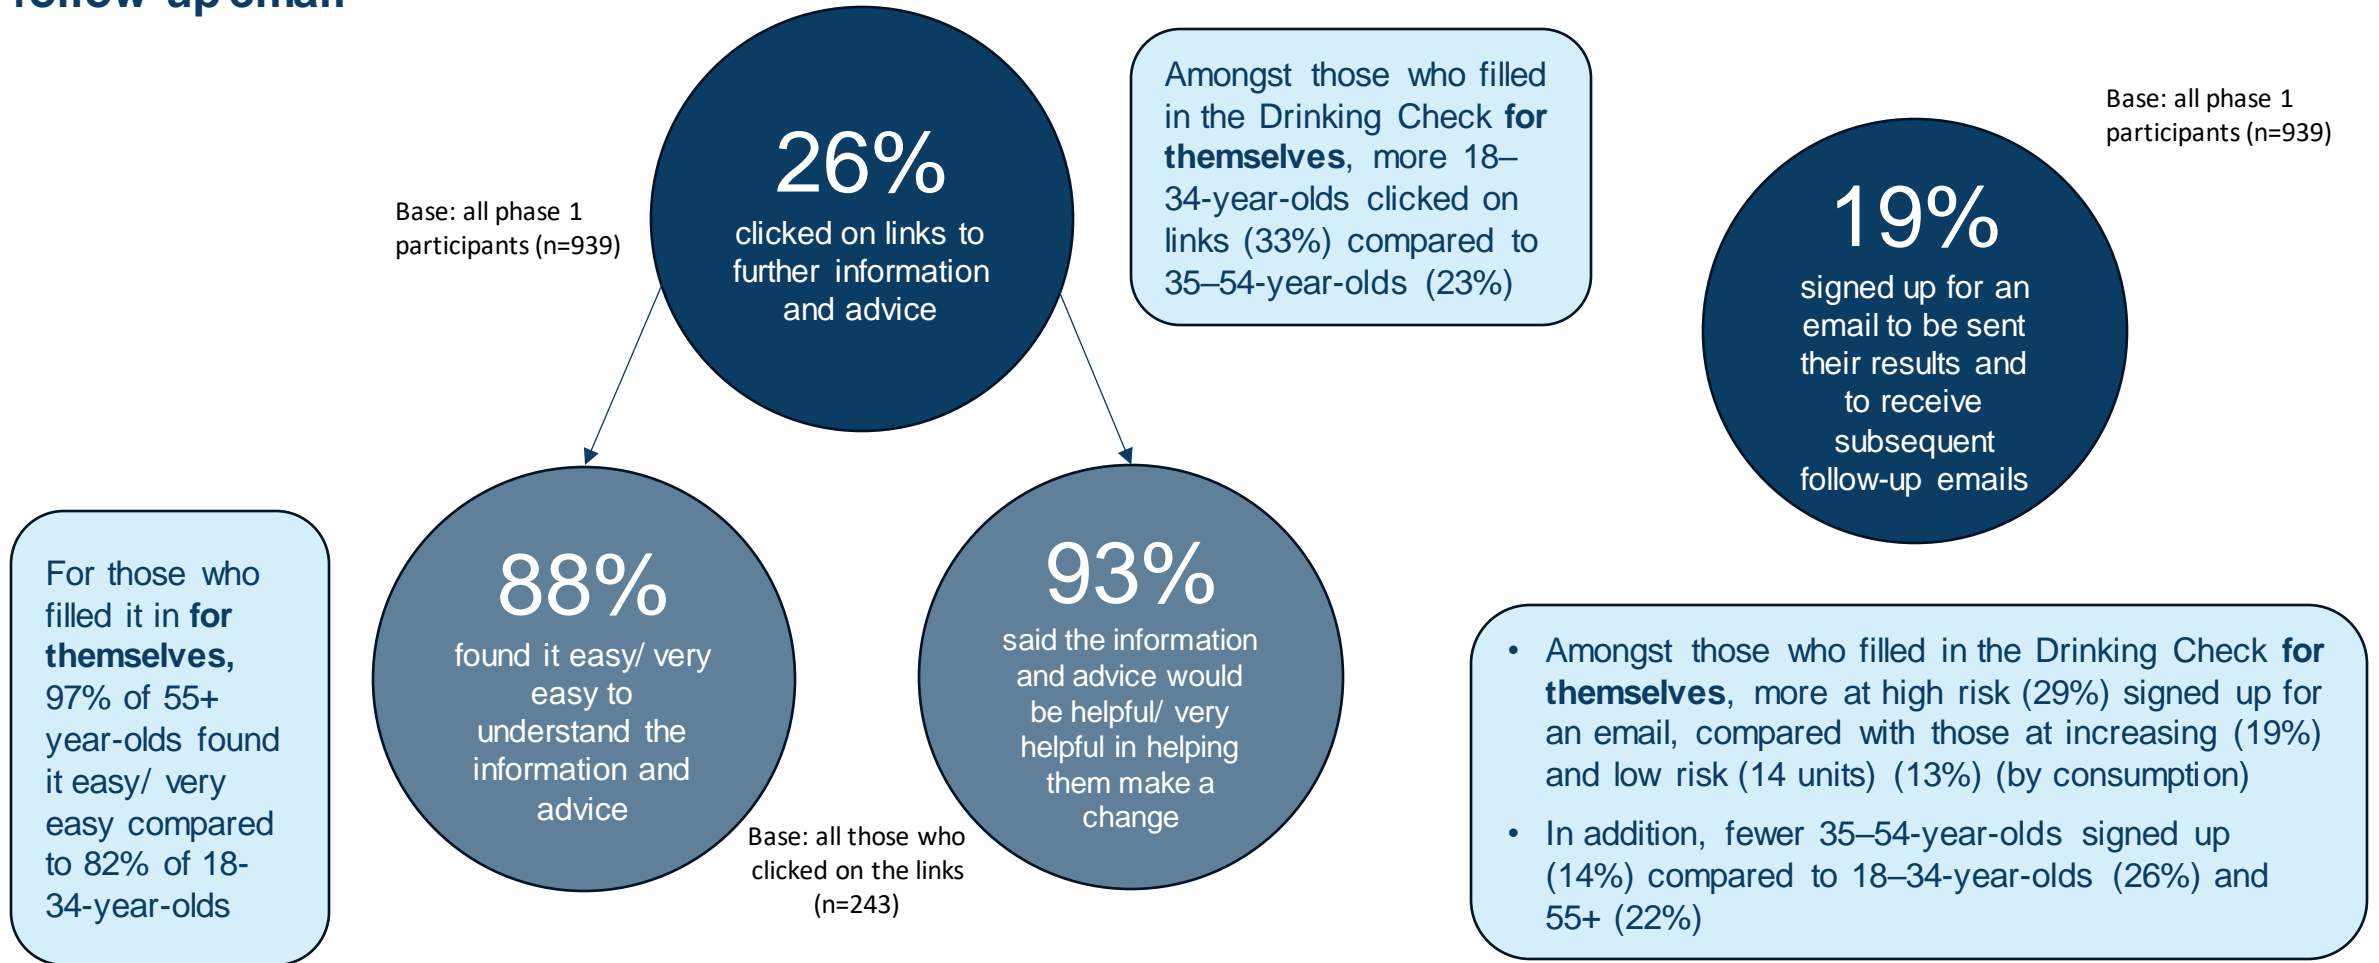 follow-up email
Base: all phase 1
participants (n=939)
26%
clicked on links to
further information
and advice
Amongst those who filled
in the Drinking Check for
themselves, more 18–
34-year-olds clicked on
links (33%) compared to
35–54-year-olds (23%)
Base: all phase 1
participants (n=939)
19%
signed up for an
email to be sent
their results and
to receive
subsequent
follow-up emails
For those who
filled it in for
themselves,
97% of 55+
year-olds found
it easy/ very
easy compared
to 82% of 18-
34-year-olds
88%
found it easy/ very
easy to
understand the
information and
advice
93%
said the information
and advice would
be helpful/ very
helpful in helping
them make a
change
Base: all those who
clicked on the links
(n=243)
• Amongst those who filled in the Drinking Check for
themselves, more at high risk (29%) signed up for
an email, compared with those at increasing (19%)
and low risk (14 units) (13%) (by consumption)
• In addition, fewer 35–54-year-olds signed up
(14%) compared to 18–34-year-olds (26%) and
55+ (22%)